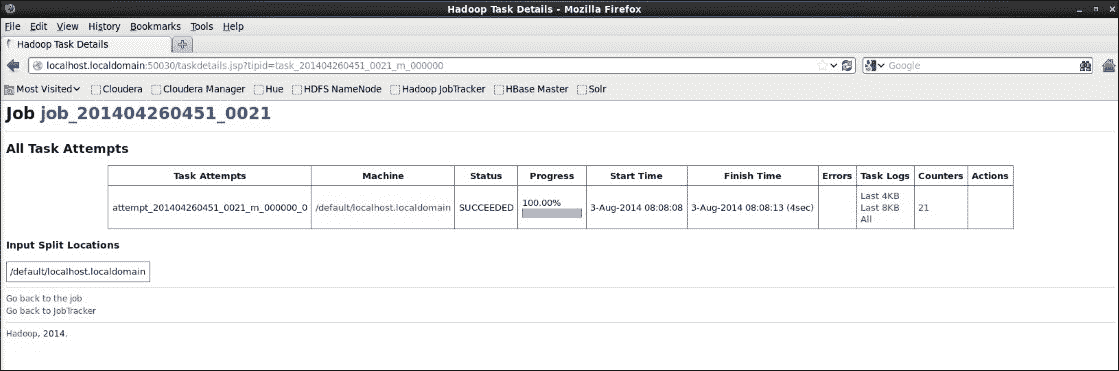 Hadoop Task Details - Mozilla Firefox
File Edit View History Bookmarks Tools Help
Hadoop Task Details
localhost.localdomain:50030/taskdetails.jsp?tipid=task_201404260451_0021_m_000000
Google
Most Visited Cloudera Cloudera Manager Hue HDFS NameNode Hadoop JobTracker HBase Master Solr
Job job_201404260451_0021
All Task Attempts
Task Attempts Machine Status Progress Start Time Finish Time Errors Task Logs Counters Actions
attempt_201404260451_0021_m_000000_0 /default/localhost.localdomain SUCCEEDED 100.00% 3-Aug-2014 08:08:08 3-Aug-2014 08:08:13 (4sec) Last 4KB 21
Last 8KB
All
Input Split Locations
/default/localhost.localdomain
Go back to the job
Go back to JobTracker
Hadoop, 2014.